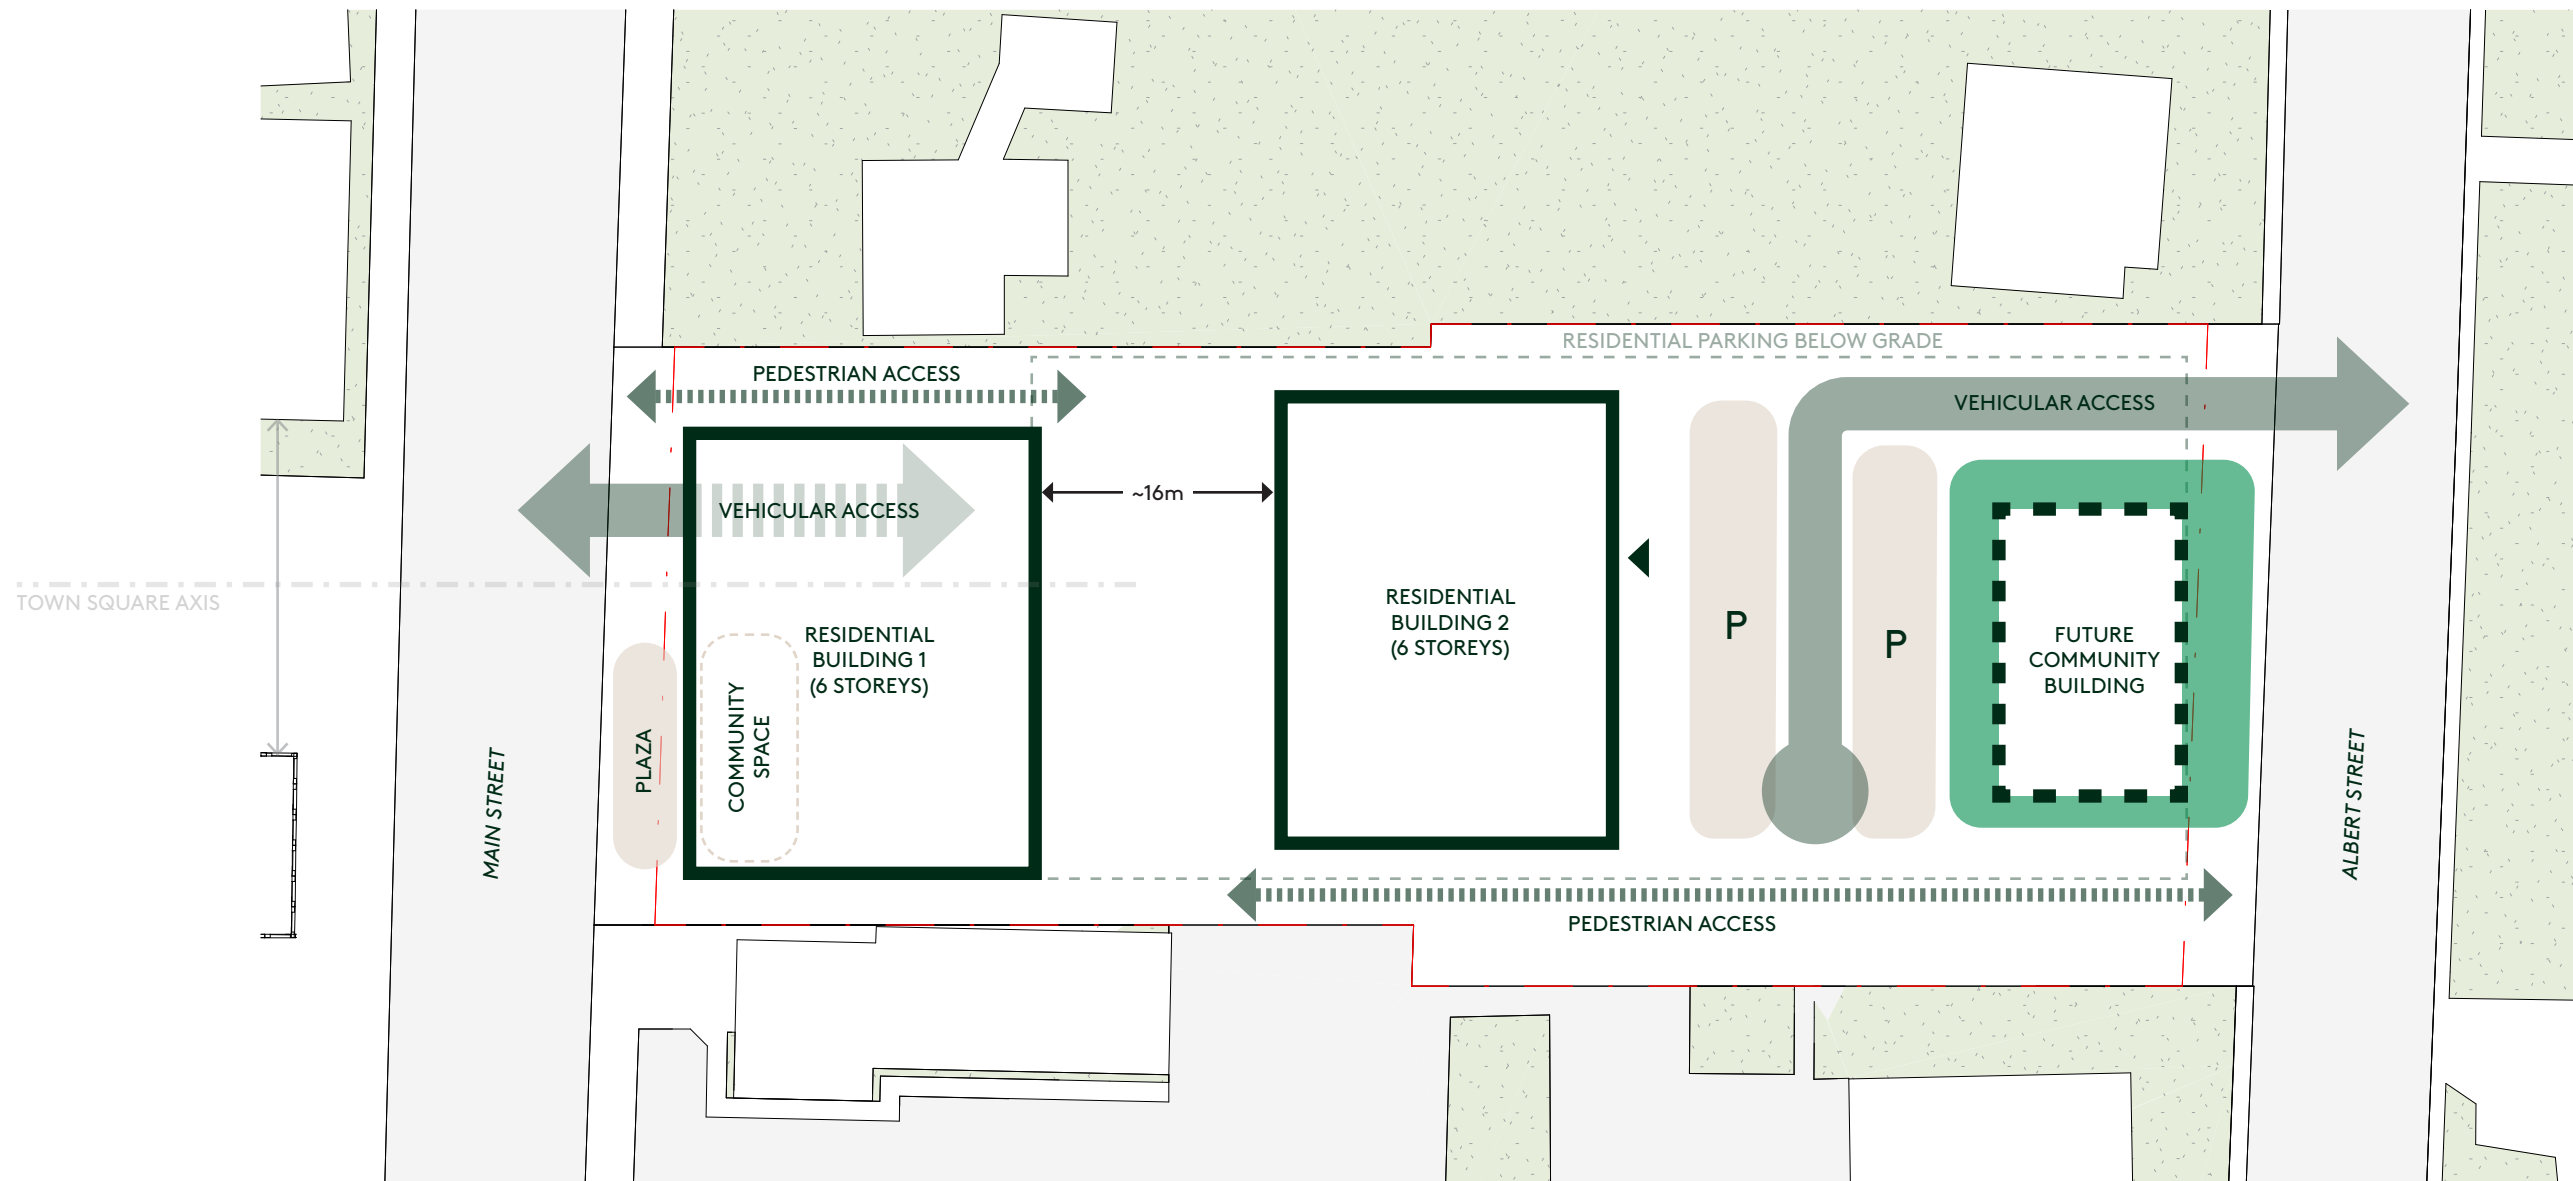 RESIDENTIAL PARKING BELOW GRADE
PEDESTRIAN ACCESS
VEHICULAR ACCESS
~16m
VEHICULAR ACCESS
TOWN SQUARE AXIS
RESIDENTIAL
BUILDING 1
(6 STOREYS)
RESIDENTIAL
BUILDING 2
(6 STOREYS)
P
P
FUTURE
COMMUNITY
BUILDING
PLAZA
COMMUNITY
SPACE
MAIN STREET
ALBERT STREET
PEDESTRIAN ACCESS